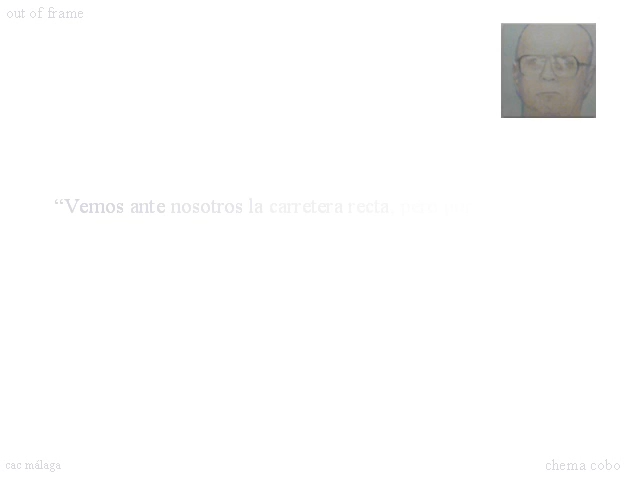 out of frame
“Vemos ante nosotros la carretera recta,
cac málaga
chema cobo